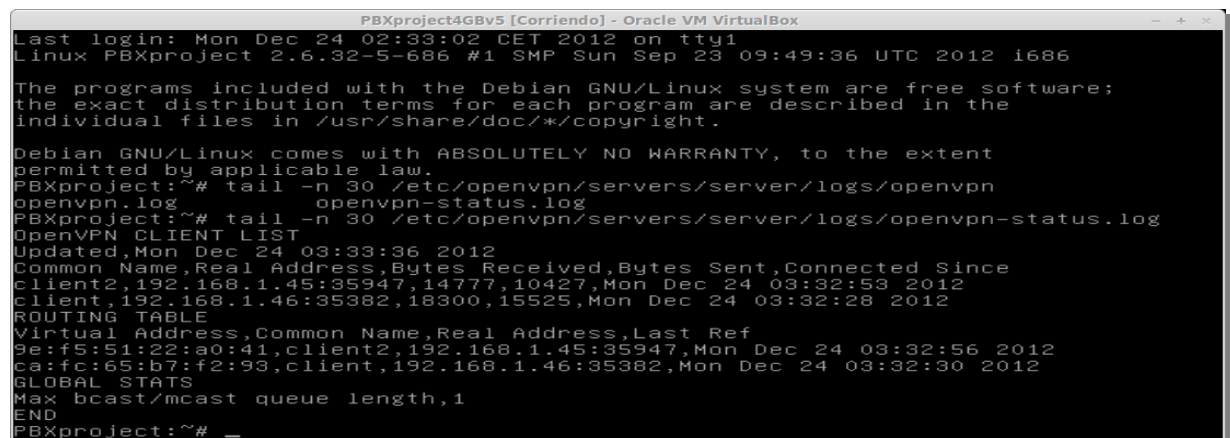 PBXproject4GBv5 [Corriendo] - Oracle VM VirtualBox
Last login: Mon Dec 24 02:33:02 CET 2012 on tty1
Linux PBXproject 2.6.32-5-686 #1 SMP Sun Sep 23 09:49:36 UTC 2012 i686
The programs included with the Debian GNU/Linux system are free software;
the exact distribution terms for each program are described in the
individual files in /usr/share/doc/*/copyright.
Debian GNU/Linux comes with ABSOLUTELY NO WARRANTY, to the extent
permitted by applicable law.
PBXproject:~# tail -n 30 /etc/openvpn/servers/server/logs/openvpn
openvpn.log openvpn-status.log
PBXproject:~# tail -n 30 /etc/openvpn/servers/server/logs/openvpn-status.log
OpenVPN CLIENT LIST
Updated,Mon Dec 24 03:33:36 2012
Common Name,Real Address,Bytes Received,Bytes Sent,Connected Since
client2,192.168.1.45:35947,14777,10427,Mon Dec 24 03:32:53 2012
client,192.168.1.46:35382,18300,15525,Mon Dec 24 03:32:28 2012
ROUTING TABLE
Virtual Address,Common Name,Real Address,Last Ref
9e:f5:51:22:a0:41,client2,192.168.1.45:35947,Mon Dec 24 03:32:56 2012
ca:fc:65:b7:f2:93,client,192.168.1.46:35382,Mon Dec 24 03:32:30 2012
GLOBAL STATS
Max bcast/mcast queue length,1
END
PBXproject:~# _